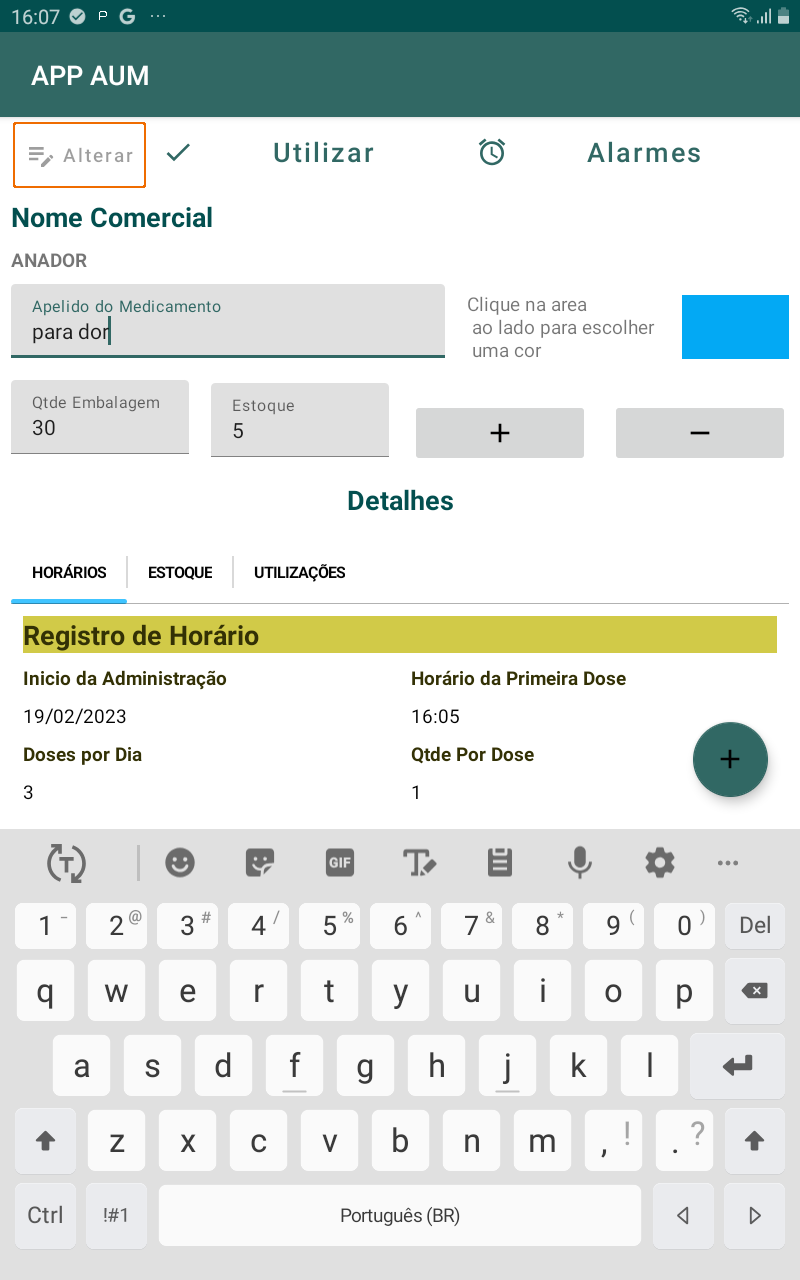 16:07
APP AUM
Alterar
Utilizar
Alarmes
Nome Comercial
ANADOR
Apelido do Medicamento
para dor
Clique na area
ao lado para escolher
uma cor
Qtde Embalagem
30
Estoque
5
+
−
Detalhes
HORÁRIOS
ESTOQUE
UTILIZAÇÕES
Registro de Horário
Inicio da Administração
Horário da Primeira Dose
19/02/2023
16:05
Doses por Dia
Qtde Por Dose
3
1
+
T
GIF
T
1 - 2 @ 3 # 4 / 5 % 6 ^ 7 & 8 * 9 ( 0 ) Del
q w e r t y u i o p
a s d f g h j k l
z x c v b n m , ! . ?
Ctrl !#1 Português (BR)